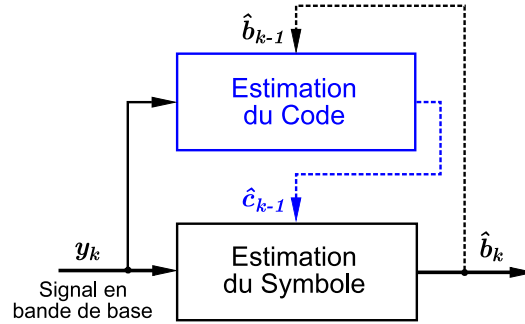 b̂ₖ₋₁
Estimation
du Code
ĉₖ₋₁
yₖ
Estimation
du Symbole
b̂ₖ
Signal en
bande de base